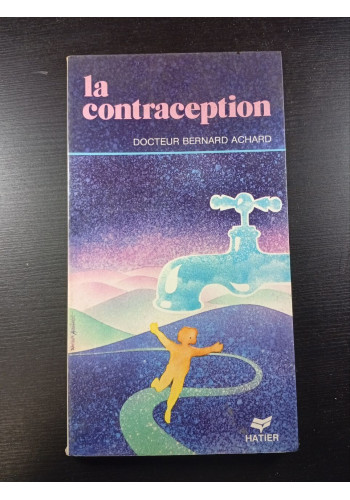 la
contraception
DOCTEUR BERNARD ACHARD
HATIER